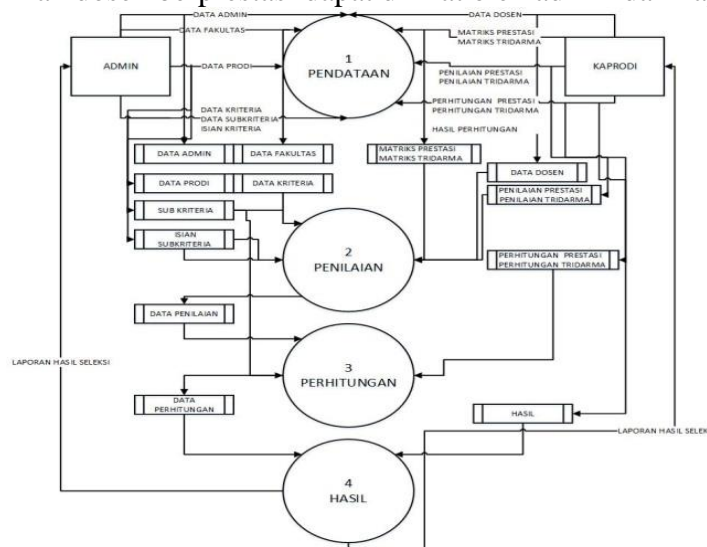 DATA ADMIN
DATA DOSEN
DATA FAKULTAS
MATRIKS PRESTASI
MATRIKS TRIDARMA
1
PENDATAAN
ADMIN
KAPRODI
DATA PRODI
PENILAIAN PRESTASI
PENILAIAN TRIDARMA
DATA KRITERIA
DATA SUBKRITERIA
ISIAN KRITERIA
PERHITUNGAN PRESTASI
PERHITUNGAN TRIDARMA
HASIL PERHITUNGAN
DATA ADMIN
DATA FAKULTAS
MATRIKS PRESTASI
MATRIKS TRIDARMA
DATA DOSEN
DATA PRODI
DATA KRITERIA
PENILAIAN PRESTASI
PENILAIAN TRIDARMA
SUB KRITERIA
ISIAN
SUBKRITERIA
2
PENILAIAN
PERHITUNGAN PRESTASI
PERHITUNGAN TRIDARMA
DATA PENILAIAN
LAPORAN HASIL SELEKSI
3
PERHITUNGAN
DATA
PERHITUNGAN
HASIL
LAPORAN HASIL
4
HASIL